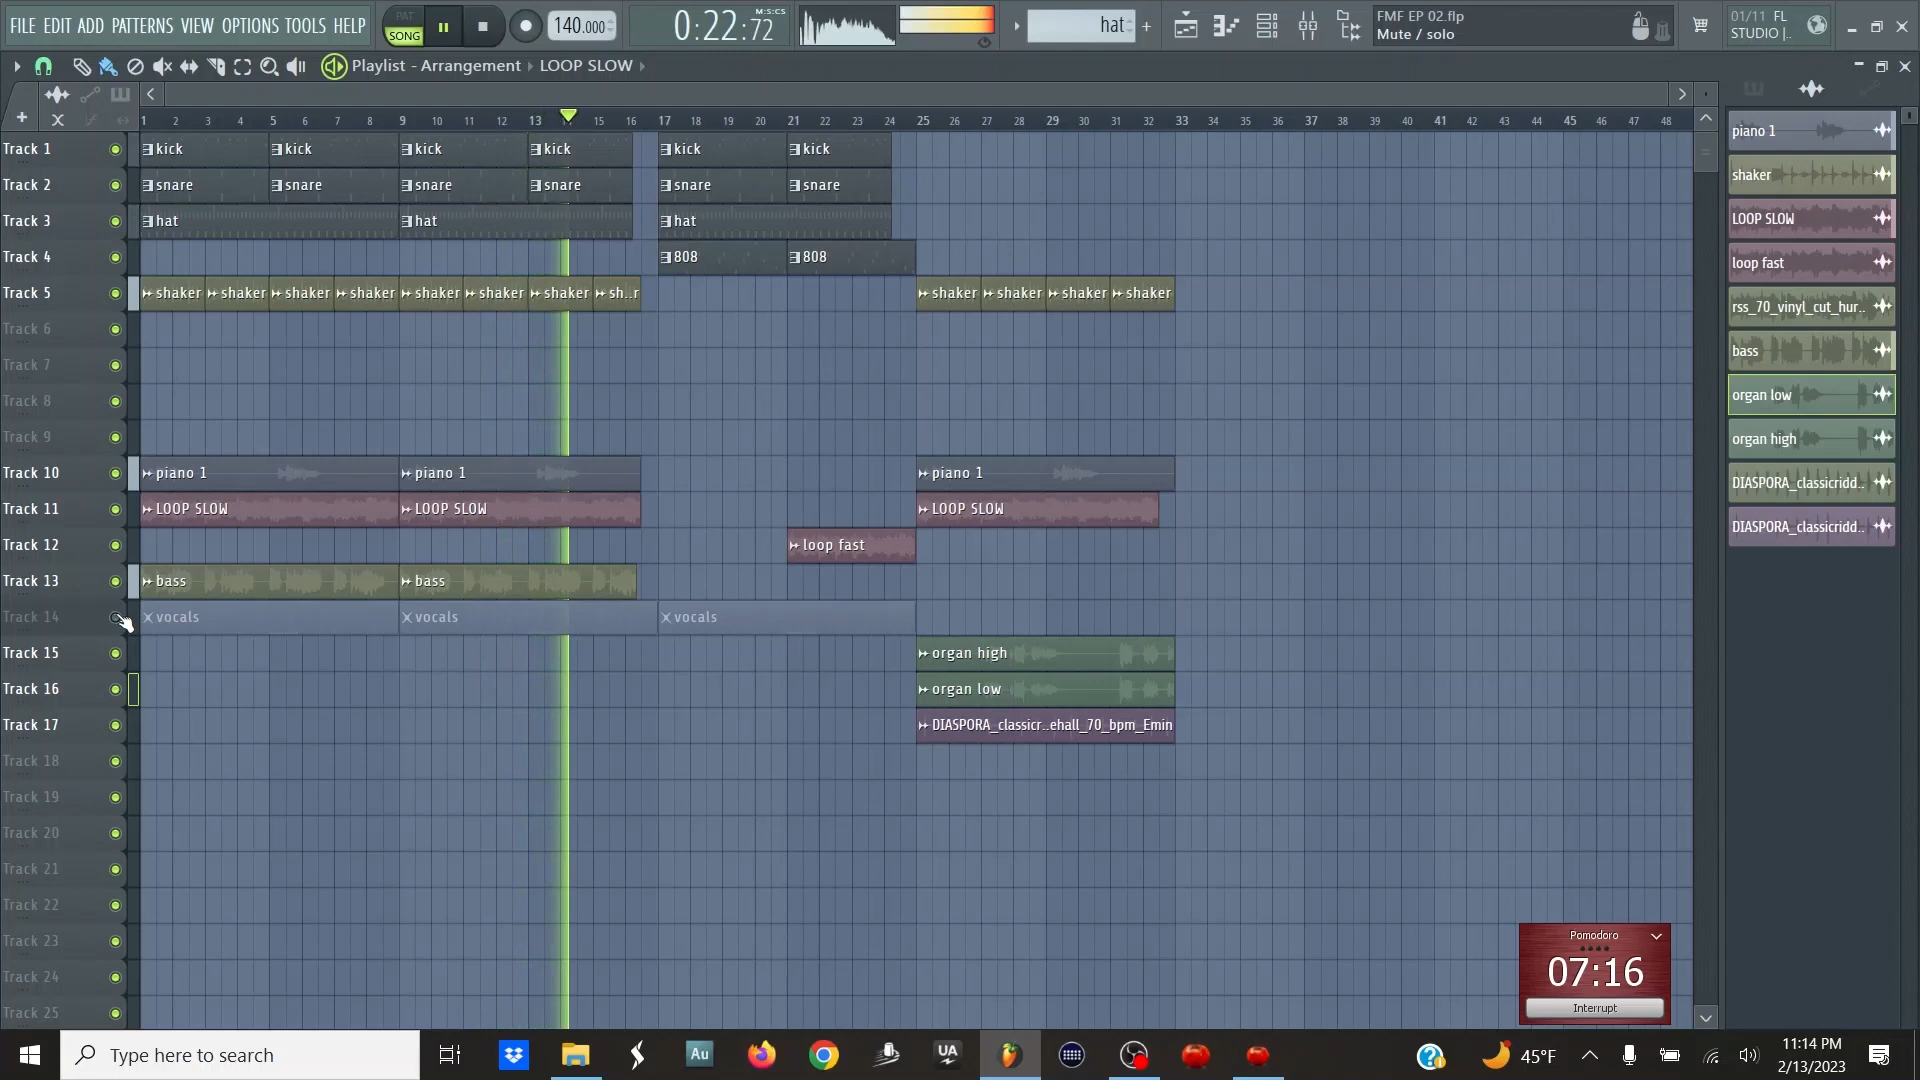 FILE EDIT ADD PATTERNS VIEW OPTIONS TOOLS HELP
PAT
SONG
140.000
0:22:72
M:S:CS
hat
FMF EP 02.flp
Mute / solo
01/11 FL
STUDIO |..
Playlist - Arrangement LOOP SLOW
1 2 3 4 5 6 7 8 9 10 11 12 13 15 16 17 18 19 20 21 22 23 24 25 26 27 28 29 30 31 32 33 34 35 36 37 38 39 40 41 42 43 44 45 46 47 48
Track 1 kick kick kick kick kick kick
Track 2 snare snare snare snare snare snare
Track 3 hat hat hat
Track 4 808 808
Track 5 shaker shaker shaker shaker shaker shaker shaker sh..r shaker shaker shaker shaker
Track 6
Track 7
Track 8
Track 9
Track 10 piano 1 piano 1 piano 1
Track 11 LOOP SLOW LOOP SLOW LOOP SLOW
Track 12 loop fast
Track 13 bass bass
Track 14 vocals vocals vocals
Track 15 organ high
Track 16 organ low
Track 17 DIASPORA_classicr..ehall_70_bpm_Emin
Track 18
Track 19
Track 20
Track 21
Track 22
Track 23
Track 24
Track 25
piano 1
shaker
LOOP SLOW
loop fast
rss_70_vinyl_cut_hur..
bass
organ low
organ high
DIASPORA_classicridd..
DIASPORA_classicridd..
Pomodoro
07:16
Interrupt
Type here to search
Au
UA
45°F
11:14 PM
2/13/2023